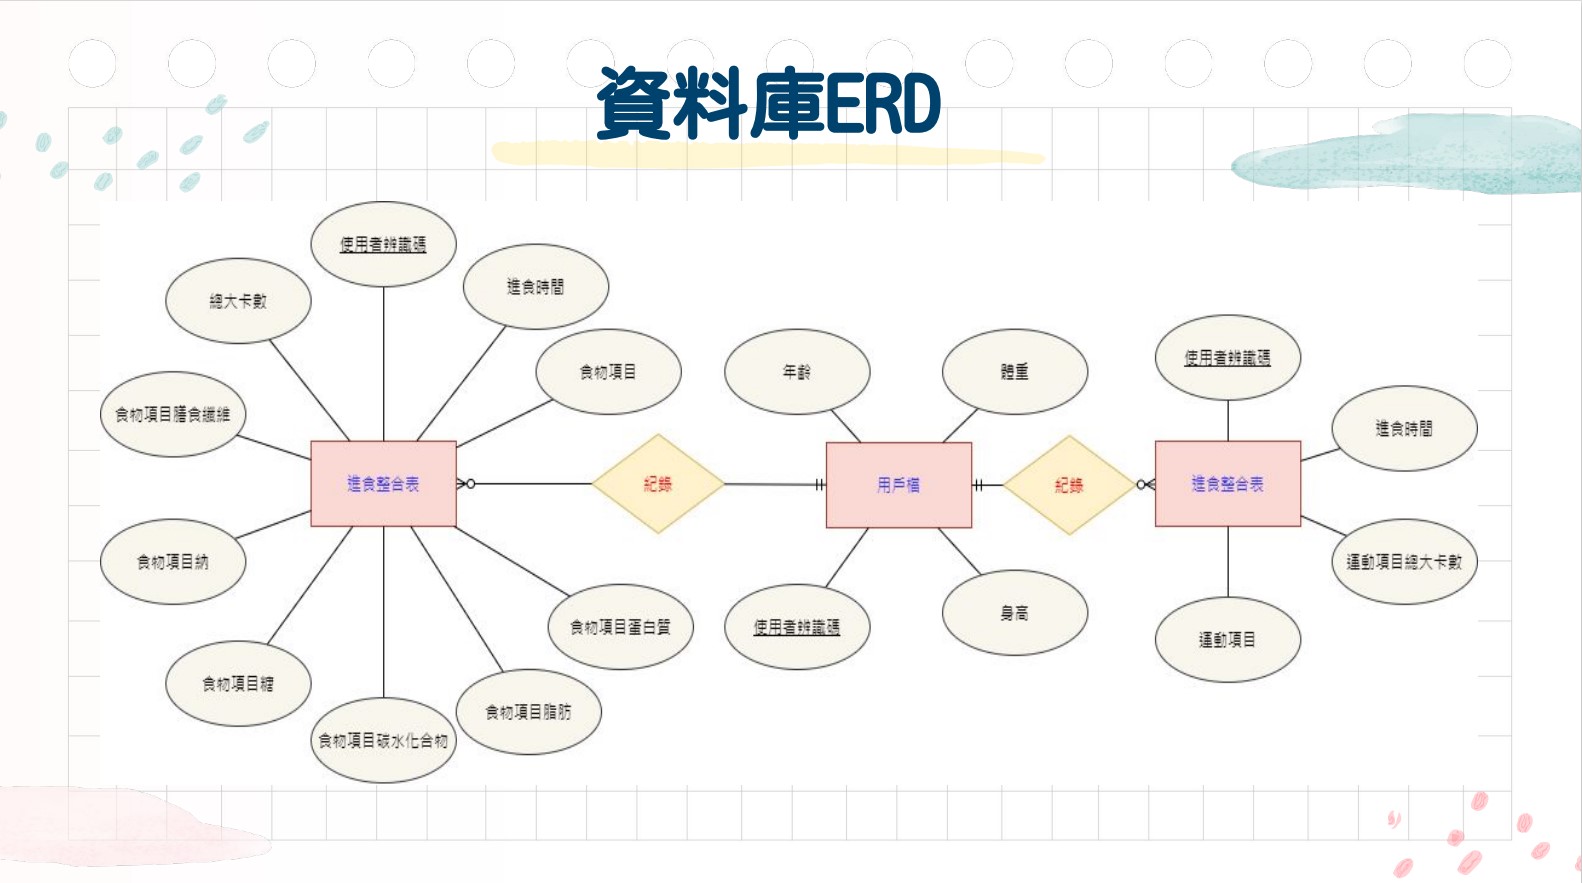 資料庫ERD
使用者辨識碼
總大卡數
進食時間
食物項目
食物項目膳食纖維
進食整合表
食物項目納
食物項目糖
食物項目碳水化合物
食物項目脂肪
食物項目蛋白質
紀錄
年齡
體重
用戶檔
使用者辨識碼
身高
紀錄
使用者辨識碼
進食時間
進食整合表
運動項目總大卡數
運動項目